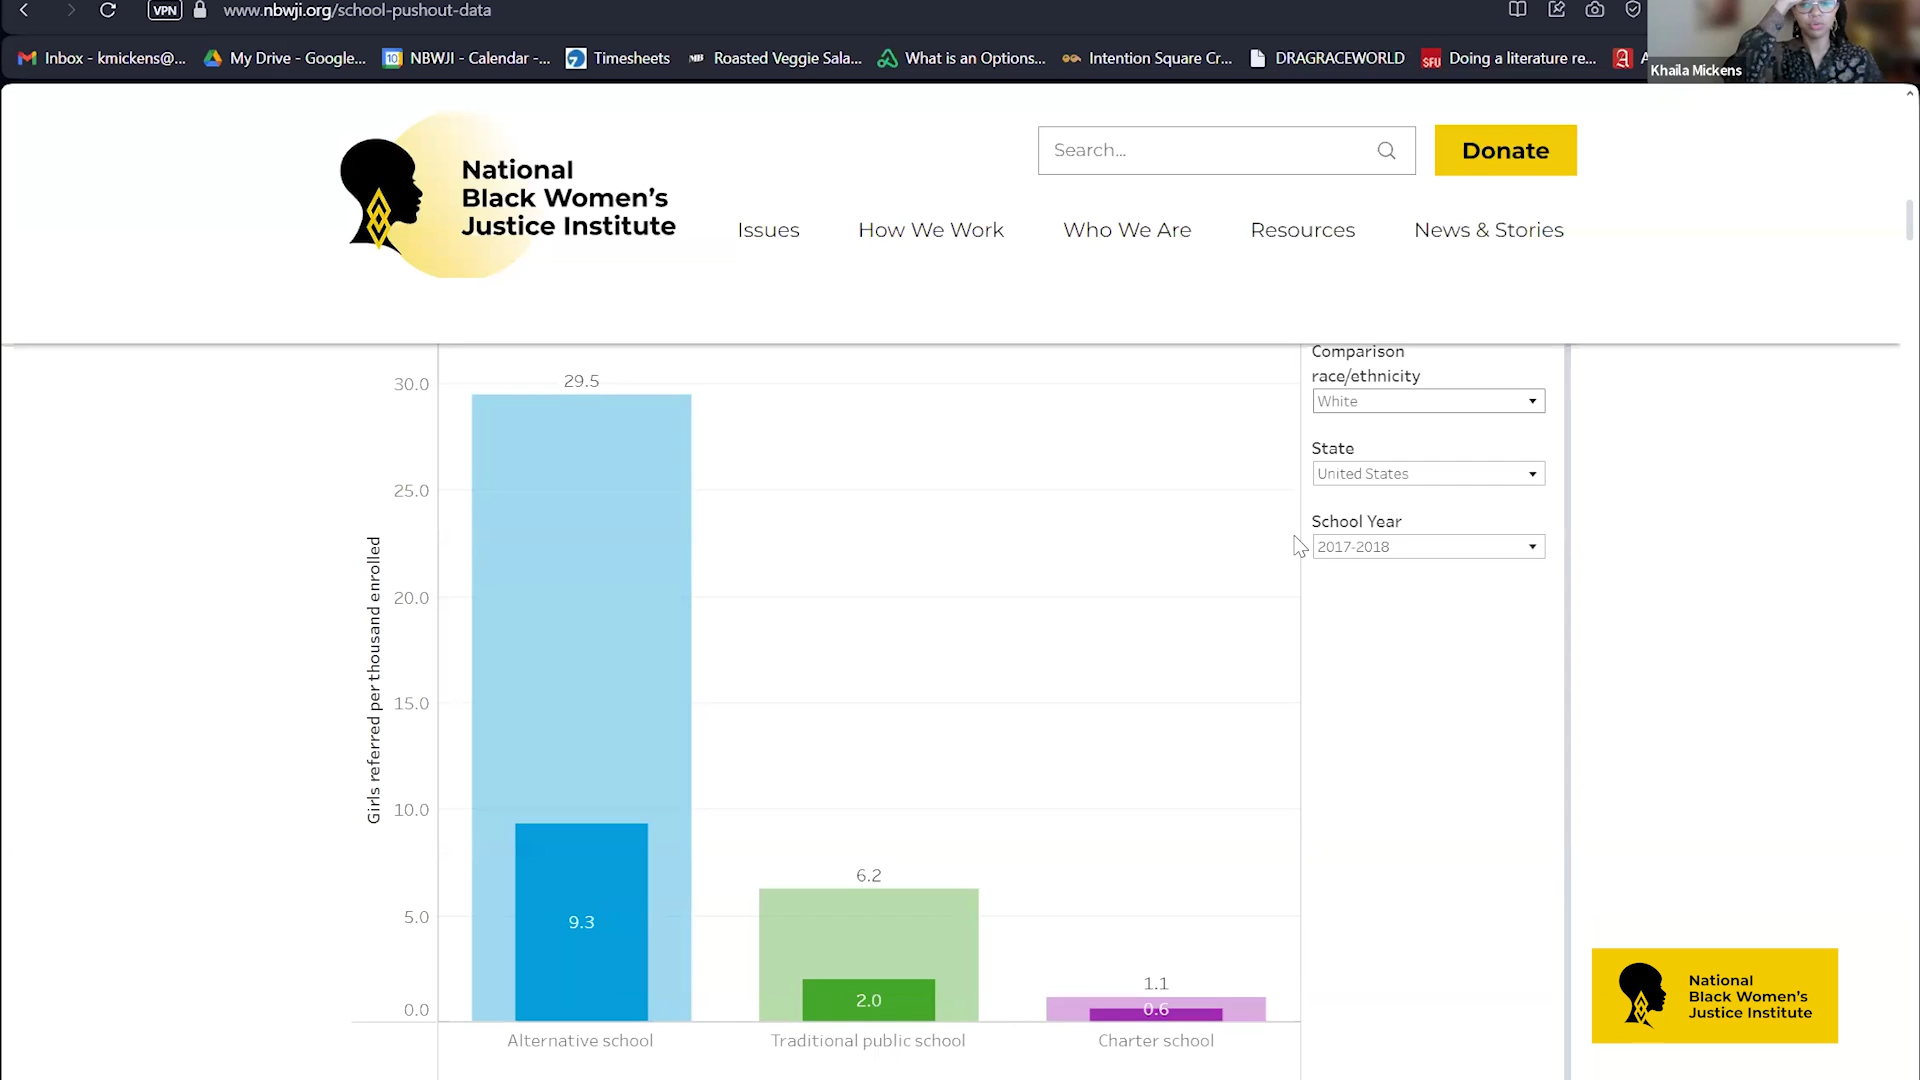 VPN www.nbwji.org/school-pushout-data
Inbox - kmickens@... My Drive - Google... 10 NBWJI - Calendar -... Timesheets MB Roasted Veggie Sala... What is an Options... Intention Square Cr... DRAGRACEWORLD SFU Doing a literature re... A
Khaila Mickens
National
Black Women's
Justice Institute
Search...
Donate
Issues How We Work Who We Are Resources News & Stories
Comparison
race/ethnicity
White
State
United States
School Year
2017-2018
Girls referred per thousand enrolled
30.0
25.0
20.0
15.0
10.0
5.0
0.0
29.5
9.3
6.2
2.0
1.1
0.6
Alternative school
Traditional public school
Charter school
National
Black Women's
Justice Institute